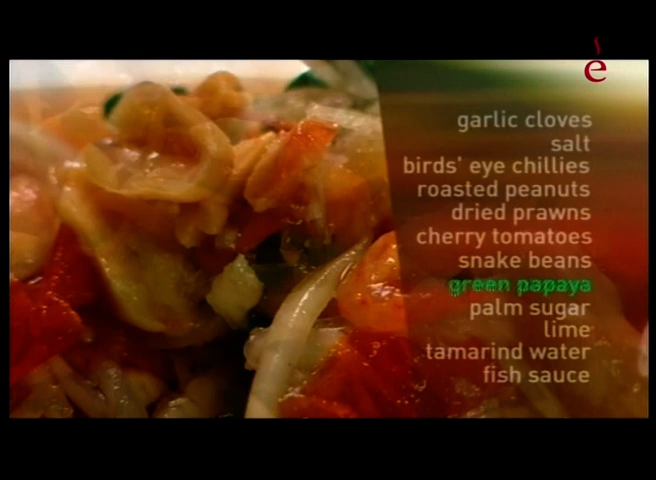 é
garlic cloves
salt
birds' eye chillies
roasted peanuts
dried prawns
cherry tomatoes
snake beans
green papaya
palm sugar
lime
tamarind water
fish sauce